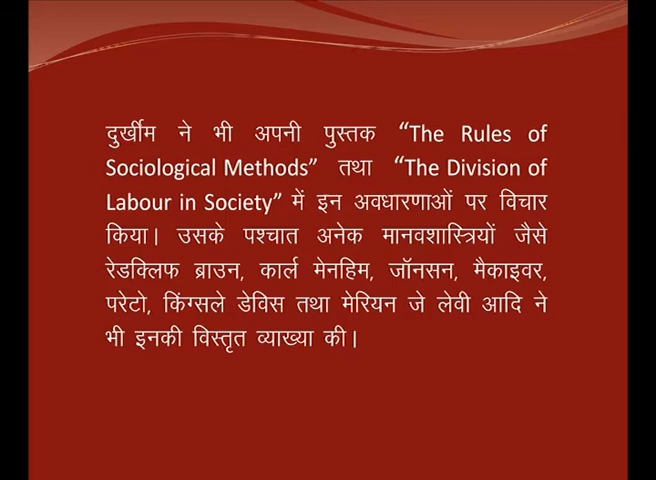 दुर्खीम ने भी अपनी पुस्तक “The Rules of
Sociological Methods” तथा “The Division of
Labour in Society” में इन अवधारणाओं पर विचार
किया। उसके पश्चात अनेक मानवशास्त्रियों जैसे
रेडक्लिफ ब्राउन, कार्ल मेनहिम, जॉनसन, मैकाइवर,
परेटो, किंग्सले डेविस तथा मेरियन जे लेवी आदि ने
भी इनकी विस्तृत व्याख्या की।